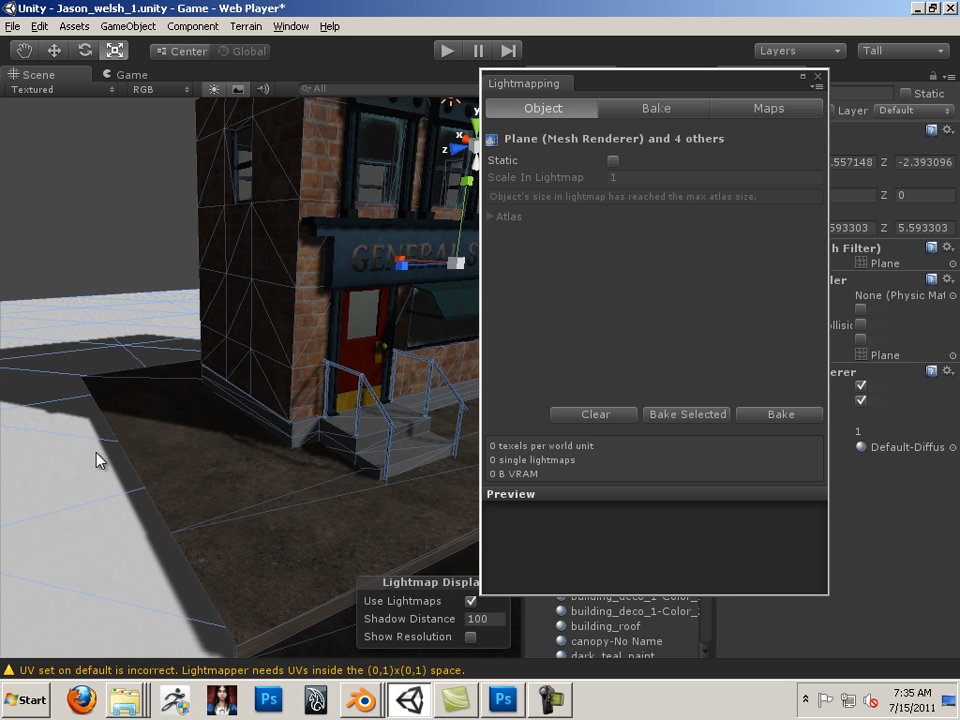 Unity - Jason_welsh_1.unity - Game - Web Player*
File Edit Assets GameObject Component Terrain Window Help
Center Global Layers Tall
Scene Game
Textured RGB All
Lightmapping
Static
Layer Default
Object Bake Maps
Plane (Mesh Renderer) and 4 others
Static
Scale In Lightmap 1
Object's size in lightmap has reached the max atlas size.
Atlas
.557148 Z -2.393096
Z 0
.593303 Z 5.593303
h Filter)
Plane
ler
None (Physic Mat
ollisic
Plane
erer
1
Default-Diffus
x
y
z
GENERAL S
Clear Bake Selected Bake
0 texels per world unit
0 single lightmaps
0 B VRAM
Preview
Lightmap Displa
Use Lightmaps
Shadow Distance 100
Show Resolution
building_deco_1-Color_
building_deco_1-Color_2
building_roof
canopy-No Name
dark_teal_paint
UV set on default is incorrect. Lightmapper needs UVs inside the (0,1)x(0,1) space.
Start Ps Ps 7:35 AM
7/15/2011